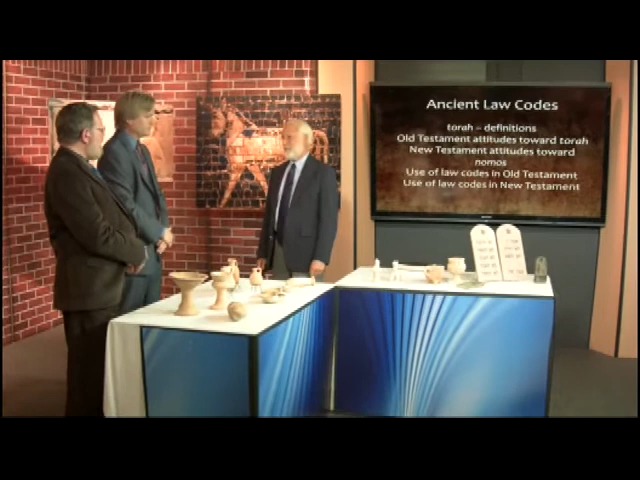 Ancient Law Codes
torah – definitions
Old Testament attitudes toward torah
New Testament attitudes toward
nomos
Use of law codes in Old Testament
Use of law codes in New Testament